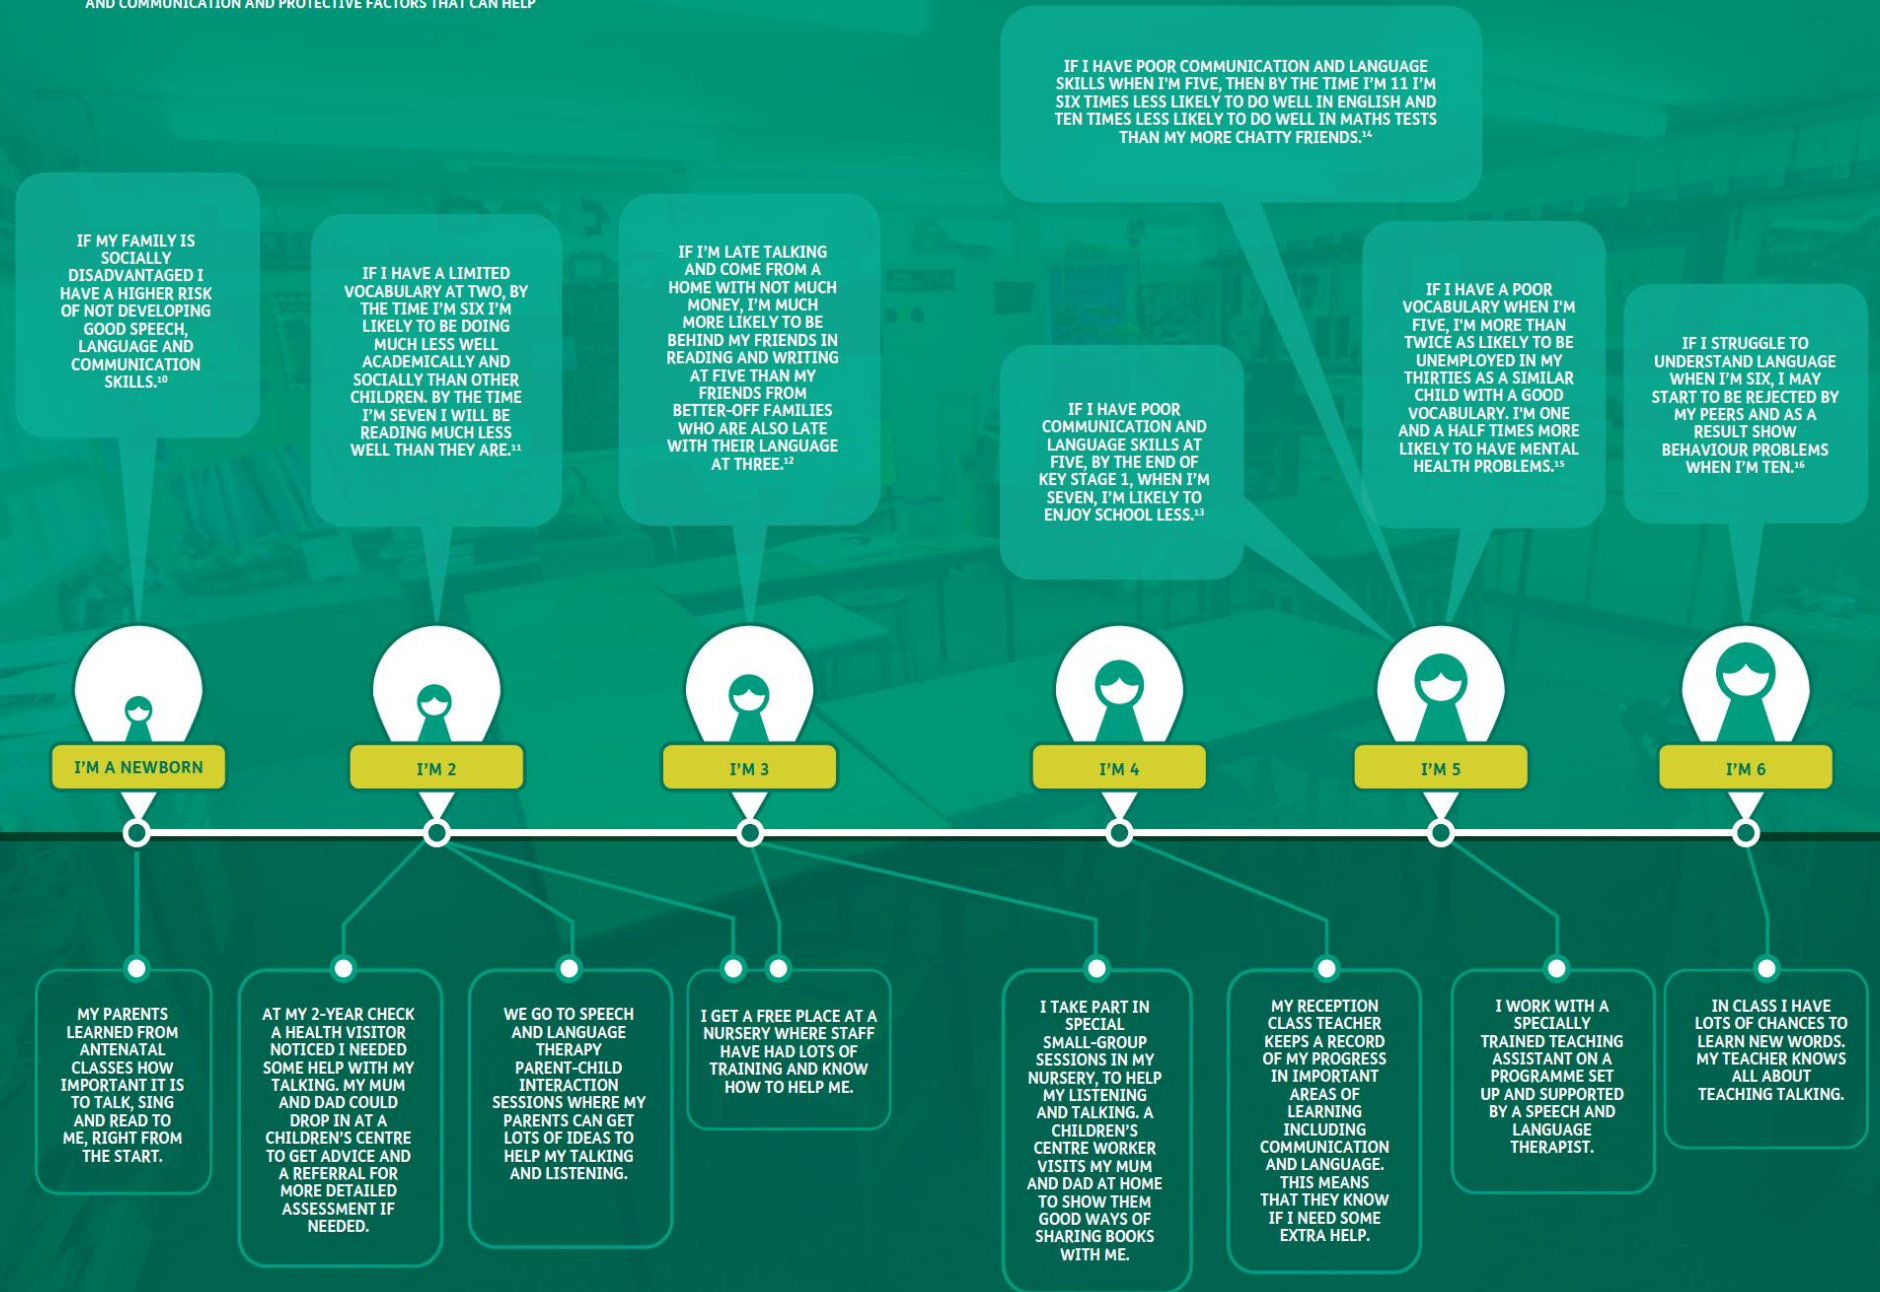 AND COMMUNICATION AND PROTECTIVE FACTORS THAT CAN HELP
IF I HAVE POOR COMMUNICATION AND LANGUAGE
SKILLS WHEN I'M FIVE, THEN BY THE TIME I'M 11 I'M
SIX TIMES LESS LIKELY TO DO WELL IN ENGLISH AND
TEN TIMES LESS LIKELY TO DO WELL IN MATHS TESTS
THAN MY MORE CHATTY FRIENDS.¹⁴
IF MY FAMILY IS
SOCIALLY
DISADVANTAGED I
HAVE A HIGHER RISK
OF NOT DEVELOPING
GOOD SPEECH,
LANGUAGE AND
COMMUNICATION
SKILLS.¹⁰
IF I HAVE A LIMITED
VOCABULARY AT TWO, BY
THE TIME I'M SIX I'M
LIKELY TO BE DOING
MUCH LESS WELL
ACADEMICALLY AND
SOCIALLY THAN OTHER
CHILDREN. BY THE TIME
I'M SEVEN I WILL BE
READING MUCH LESS
WELL THAN THEY ARE.¹¹
IF I'M LATE TALKING
AND COME FROM A
HOME WITH NOT MUCH
MONEY, I'M MUCH
MORE LIKELY TO BE
BEHIND MY FRIENDS IN
READING AND WRITING
AT FIVE THAN MY
FRIENDS FROM
BETTER-OFF FAMILIES
WHO ARE ALSO LATE
WITH THEIR LANGUAGE
AT THREE.¹²
IF I HAVE POOR
COMMUNICATION AND
LANGUAGE SKILLS AT
FIVE, BY THE END OF
KEY STAGE 1, WHEN I'M
SEVEN, I'M LIKELY TO
ENJOY SCHOOL LESS.¹³
IF I HAVE A POOR
VOCABULARY WHEN I'M
FIVE, I'M MORE THAN
TWICE AS LIKELY TO BE
UNEMPLOYED IN MY
THIRTIES AS A SIMILAR
CHILD WITH A GOOD
VOCABULARY. I'M ONE
AND A HALF TIMES MORE
LIKELY TO HAVE MENTAL
HEALTH PROBLEMS.¹⁵
IF I STRUGGLE TO
UNDERSTAND LANGUAGE
WHEN I'M SIX, I MAY
START TO BE REJECTED BY
MY PEERS AND AS A
RESULT SHOW
BEHAVIOUR PROBLEMS
WHEN I'M TEN.¹⁶
I'M A NEWBORN
I'M 2
I'M 3
I'M 4
I'M 5
I'M 6
MY PARENTS
LEARNED FROM
ANTENATAL
CLASSES HOW
IMPORTANT IT IS
TO TALK, SING
AND READ TO
ME, RIGHT FROM
THE START.
AT MY 2-YEAR CHECK
A HEALTH VISITOR
NOTICED I NEEDED
SOME HELP WITH MY
TALKING. MY MUM
AND DAD COULD
DROP IN AT A
CHILDREN'S CENTRE
TO GET ADVICE AND
A REFERRAL FOR
MORE DETAILED
ASSESSMENT IF
NEEDED.
WE GO TO SPEECH
AND LANGUAGE
THERAPY
PARENT-CHILD
INTERACTION
SESSIONS WHERE MY
PARENTS CAN GET
LOTS OF IDEAS TO
HELP MY TALKING
AND LISTENING.
I GET A FREE PLACE AT A
NURSERY WHERE STAFF
HAVE HAD LOTS OF
TRAINING AND KNOW
HOW TO HELP ME.
I TAKE PART IN
SPECIAL
SMALL-GROUP
SESSIONS IN MY
NURSERY, TO HELP
MY LISTENING
AND TALKING. A
CHILDREN'S
CENTRE WORKER
VISITS MY MUM
AND DAD AT HOME
TO SHOW THEM
GOOD WAYS OF
SHARING BOOKS
WITH ME.
MY RECEPTION
CLASS TEACHER
KEEPS A RECORD
OF MY PROGRESS
IN IMPORTANT
AREAS OF
LEARNING
INCLUDING
COMMUNICATION
AND LANGUAGE.
THIS MEANS
THAT THEY KNOW
IF I NEED SOME
EXTRA HELP.
I WORK WITH A
SPECIALLY
TRAINED TEACHING
ASSISTANT ON A
PROGRAMME SET
UP AND SUPPORTED
BY A SPEECH AND
LANGUAGE
THERAPIST.
IN CLASS I HAVE
LOTS OF CHANCES TO
LEARN NEW WORDS.
MY TEACHER KNOWS
ALL ABOUT
TEACHING TALKING.